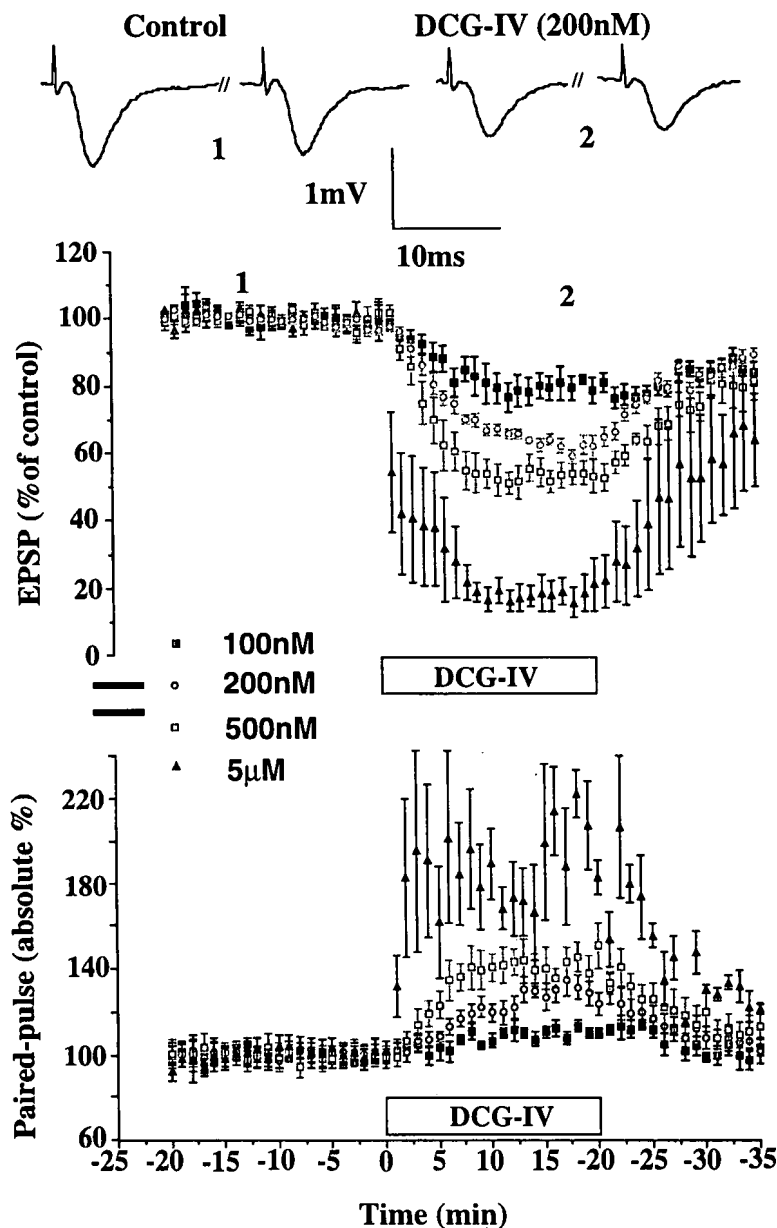 Control DCG-IV (200nM)
// //
1 2
1mV
10ms
120
100
80
60
40
20
0
EPSP (% of control)
1 2
DCG-IV
100nM
200nM
500nM
5μM
220
180
140
100
60
Paired-pulse (absolute %)
DCG-IV
-25 -20 -15 -10 -5 0 5 10 -15 -20 -25 -30 -35
Time (min)